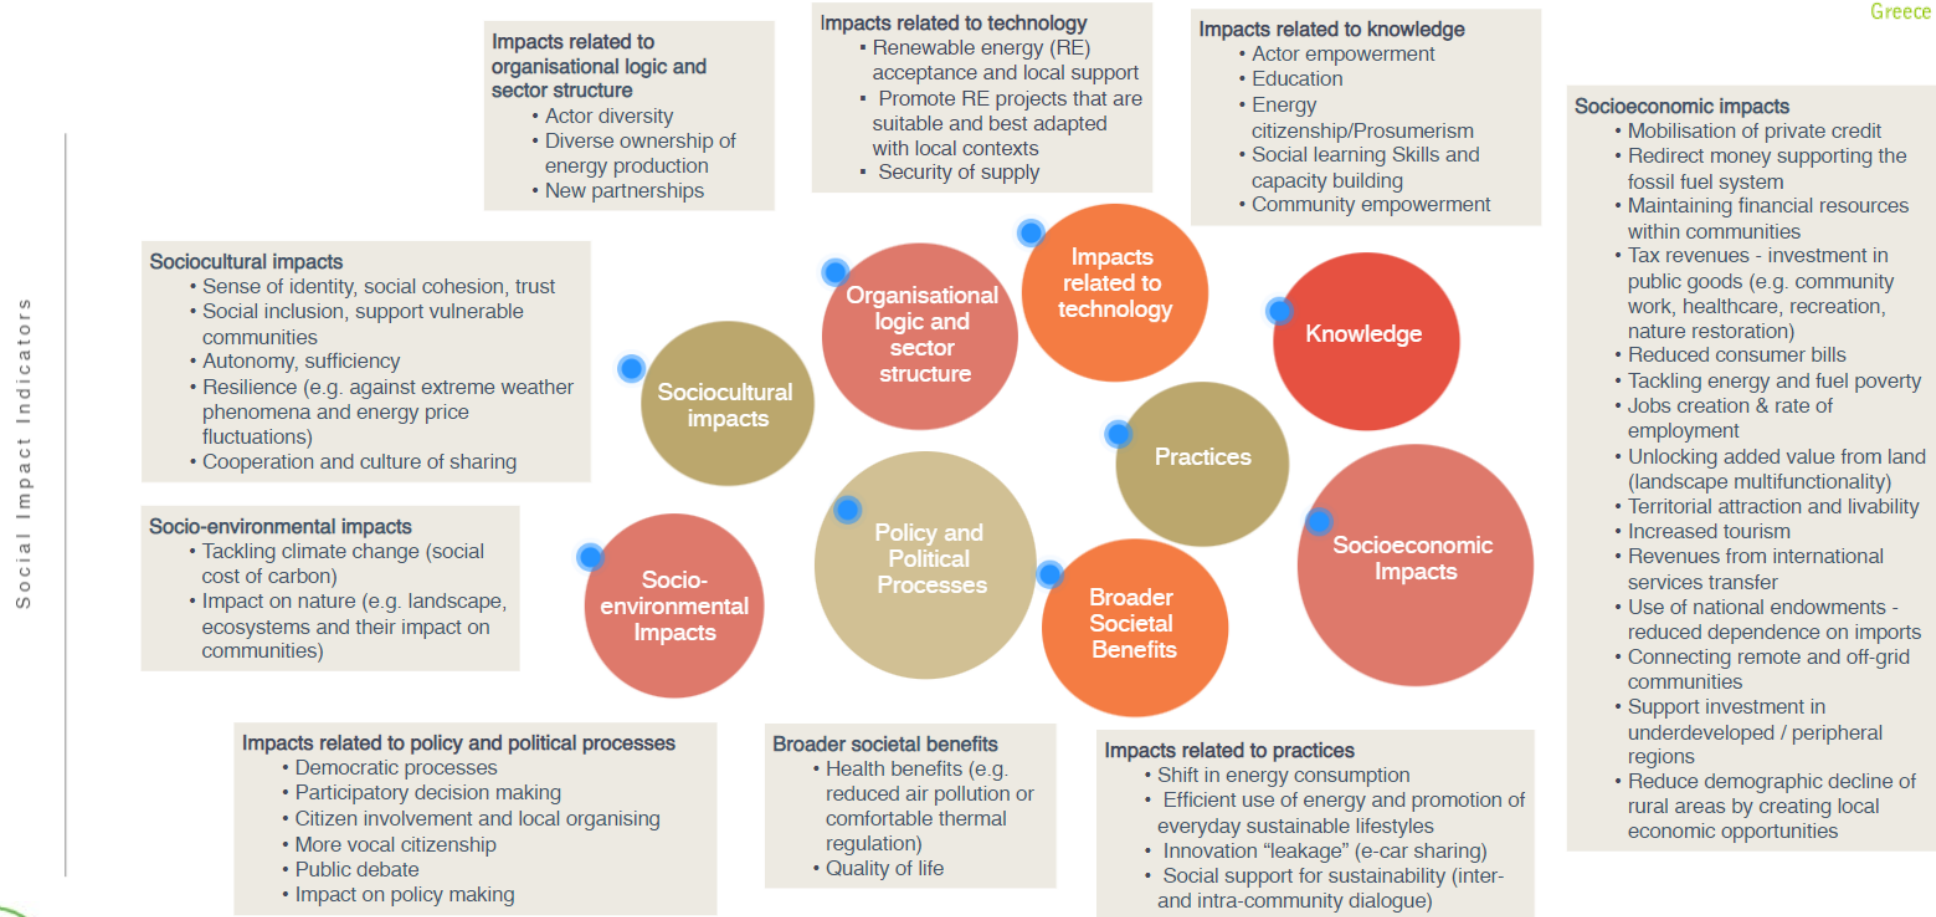 Greece
Social Impact Indicators
Impacts related to
organisational logic and
sector structure
• Actor diversity
• Diverse ownership of
energy production
• New partnerships
Impacts related to technology
▪ Renewable energy (RE)
acceptance and local support
▪ Promote RE projects that are
suitable and best adapted
with local contexts
▪ Security of supply
Impacts related to knowledge
• Actor empowerment
• Education
• Energy
citizenship/Prosumerism
• Social learning Skills and
capacity building
• Community empowerment
Socioeconomic impacts
• Mobilisation of private credit
• Redirect money supporting the
fossil fuel system
• Maintaining financial resources
within communities
• Tax revenues - investment in
public goods (e.g. community
work, healthcare, recreation,
nature restoration)
• Reduced consumer bills
• Tackling energy and fuel poverty
• Jobs creation & rate of
employment
• Unlocking added value from land
(landscape multifunctionality)
• Territorial attraction and livability
• Increased tourism
• Revenues from international
services transfer
• Use of national endowments -
reduced dependence on imports
• Connecting remote and off-grid
communities
• Support investment in
underdeveloped / peripheral
regions
• Reduce demographic decline of
rural areas by creating local
economic opportunities
Sociocultural impacts
• Sense of identity, social cohesion, trust
• Social inclusion, support vulnerable
communities
• Autonomy, sufficiency
• Resilience (e.g. against extreme weather
phenomena and energy price
fluctuations)
• Cooperation and culture of sharing
Socio-environmental impacts
• Tackling climate change (social
cost of carbon)
• Impact on nature (e.g. landscape,
ecosystems and their impact on
communities)
Sociocultural
impacts
Organisational
logic and
sector
structure
Impacts
related to
technology
Knowledge
Practices
Socio-
environmental
Impacts
Policy and
Political
Processes
Broader
Societal
Benefits
Socioeconomic
Impacts
Impacts related to policy and political processes
• Democratic processes
• Participatory decision making
• Citizen involvement and local organising
• More vocal citizenship
• Public debate
• Impact on policy making
Broader societal benefits
• Health benefits (e.g.
reduced air pollution or
comfortable thermal
regulation)
• Quality of life
Impacts related to practices
• Shift in energy consumption
• Efficient use of energy and promotion of
everyday sustainable lifestyles
• Innovation “leakage” (e-car sharing)
• Social support for sustainability (inter-
and intra-community dialogue)